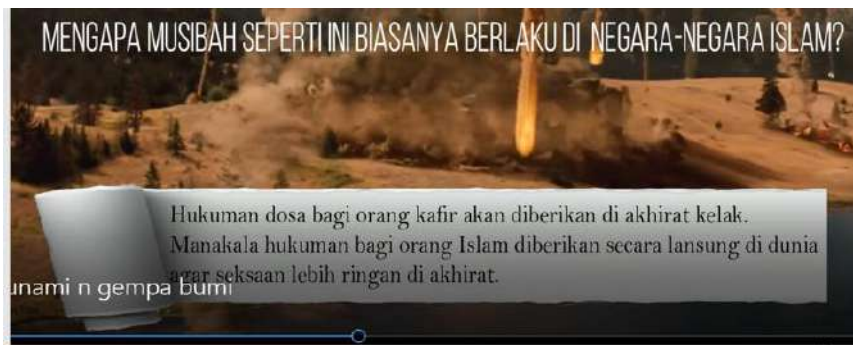 MENGAPA MUSIBAH SEPERTI INI BIASANYA BERLAKU DI NEGARA-NEGARA ISLAM?
Hukuman dosa bagi orang kafir akan diberikan di akhirat kelak.
Manakala hukuman bagi orang Islam diberikan secara lansung di dunia
agar seksaan lebih ringan di akhirat.
unami n gempa bumi